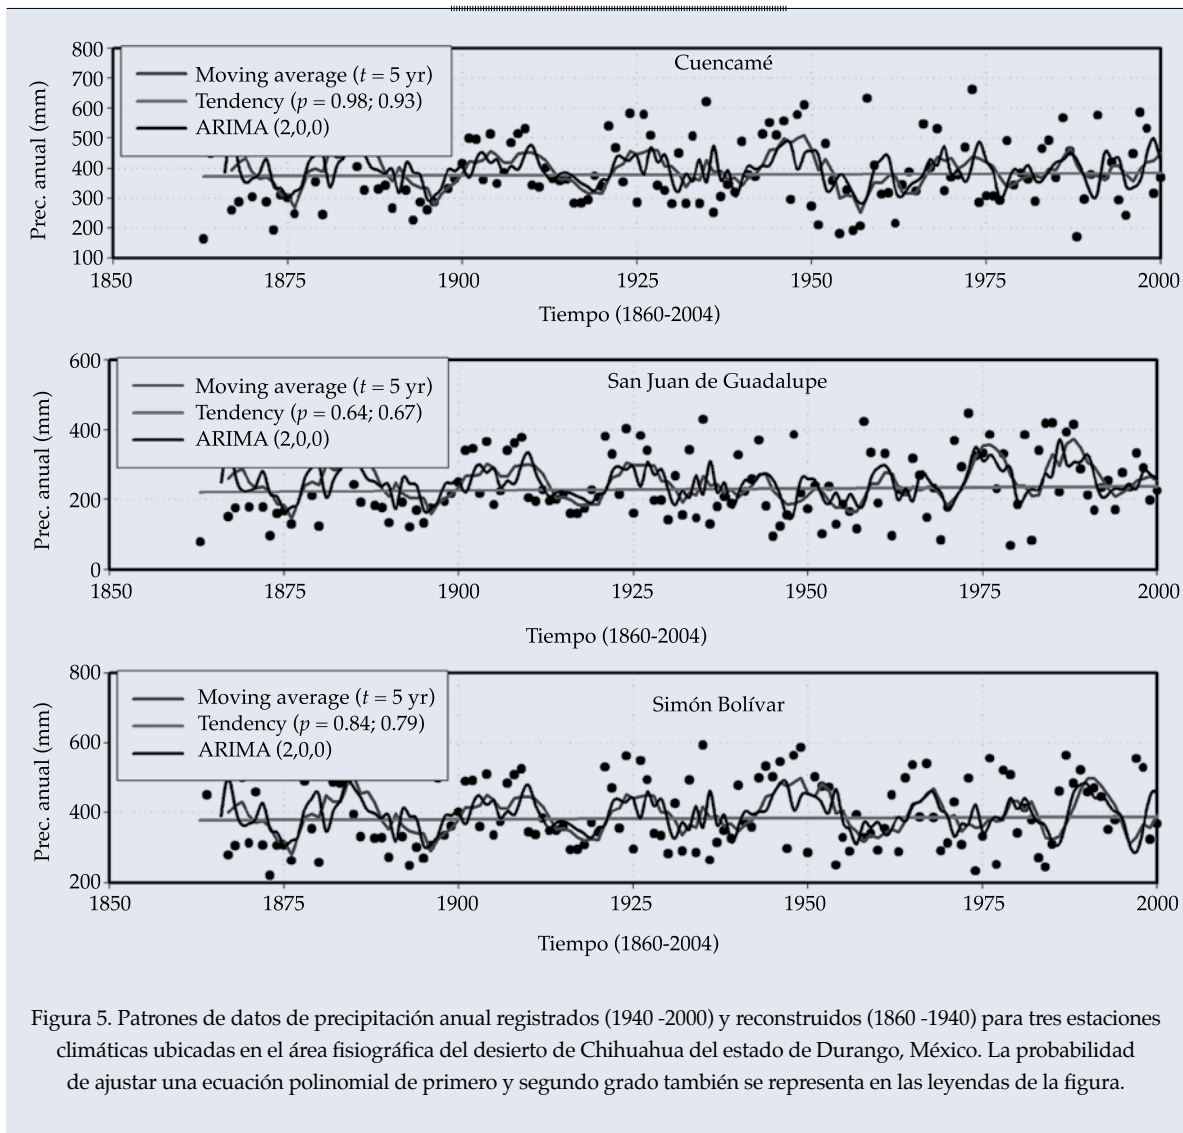 Cuencamé
Moving average (t = 5 yr)
Tendency (p = 0.98; 0.93)
ARIMA (2,0,0)
Prec. anual (mm)
800
700
600
500
400
300
200
100
1850
1875
1900
1925
1950
1975
2000
Tiempo (1860-2004)
San Juan de Guadalupe
Moving average (t = 5 yr)
Tendency (p = 0.64; 0.67)
ARIMA (2,0,0)
Prec. anual (mm)
600
400
200
0
1850
1875
1900
1925
1950
1975
2000
Tiempo (1860-2004)
Simón Bolívar
Moving average (t = 5 yr)
Tendency (p = 0.84; 0.79)
ARIMA (2,0,0)
Prec. anual (mm)
800
600
400
200
1850
1875
1900
1925
1950
1975
2000
Tiempo (1860-2004)
Figura 5. Patrones de datos de precipitación anual registrados (1940 -2000) y reconstruidos (1860 -1940) para tres estaciones
climáticas ubicadas en el área fisiográfica del desierto de Chihuahua del estado de Durango, México. La probabilidad
de ajustar una ecuación polinomial de primero y segundo grado también se representa en las leyendas de la figura.